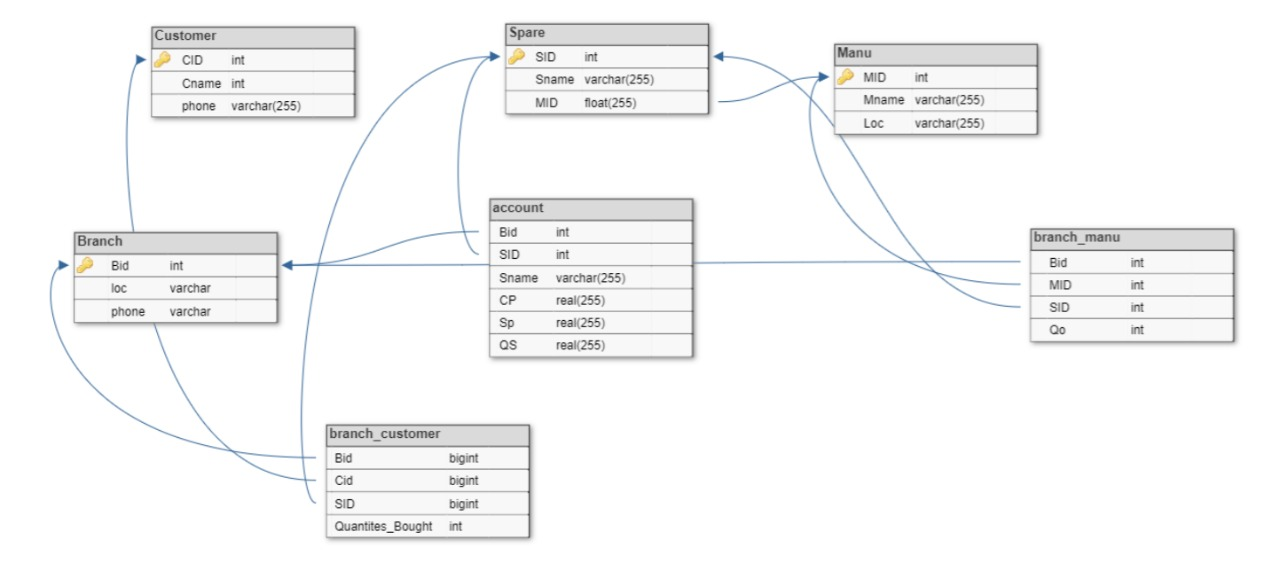 Customer
CID int
Cname int
phone varchar(255)
Spare
SID int
Sname varchar(255)
MID float(255)
Manu
MID int
Mname varchar(255)
Loc varchar(255)
Branch
Bid int
loc varchar
phone varchar
account
Bid int
SID int
Sname varchar(255)
CP real(255)
Sp real(255)
QS real(255)
branch_manu
Bid int
MID int
SID int
Qo int
branch_customer
Bid bigint
Cid bigint
SID bigint
Quantites_Bought int